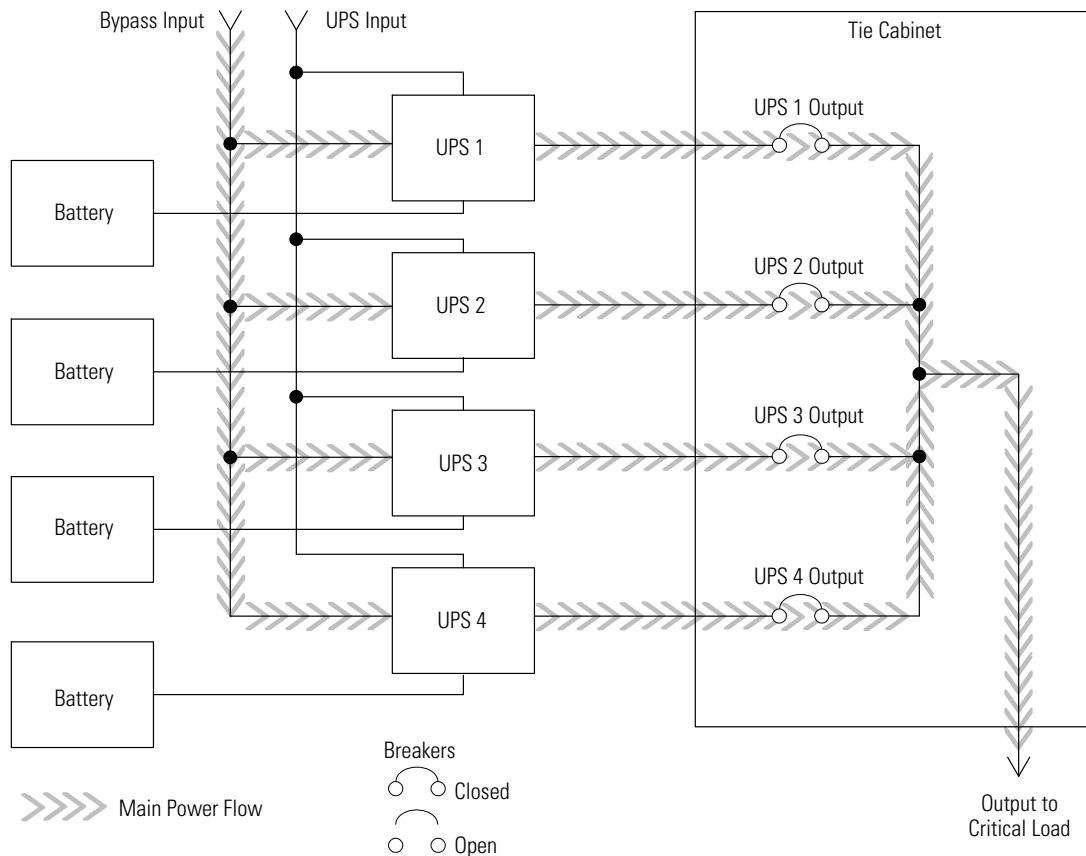 Bypass Input
UPS Input
Tie Cabinet
UPS 1 Output
UPS 1
Battery
UPS 2 Output
UPS 2
Battery
UPS 3 Output
UPS 3
Battery
UPS 4 Output
UPS 4
Battery
Breakers
Closed
Open
Main Power Flow
Output to
Critical Load